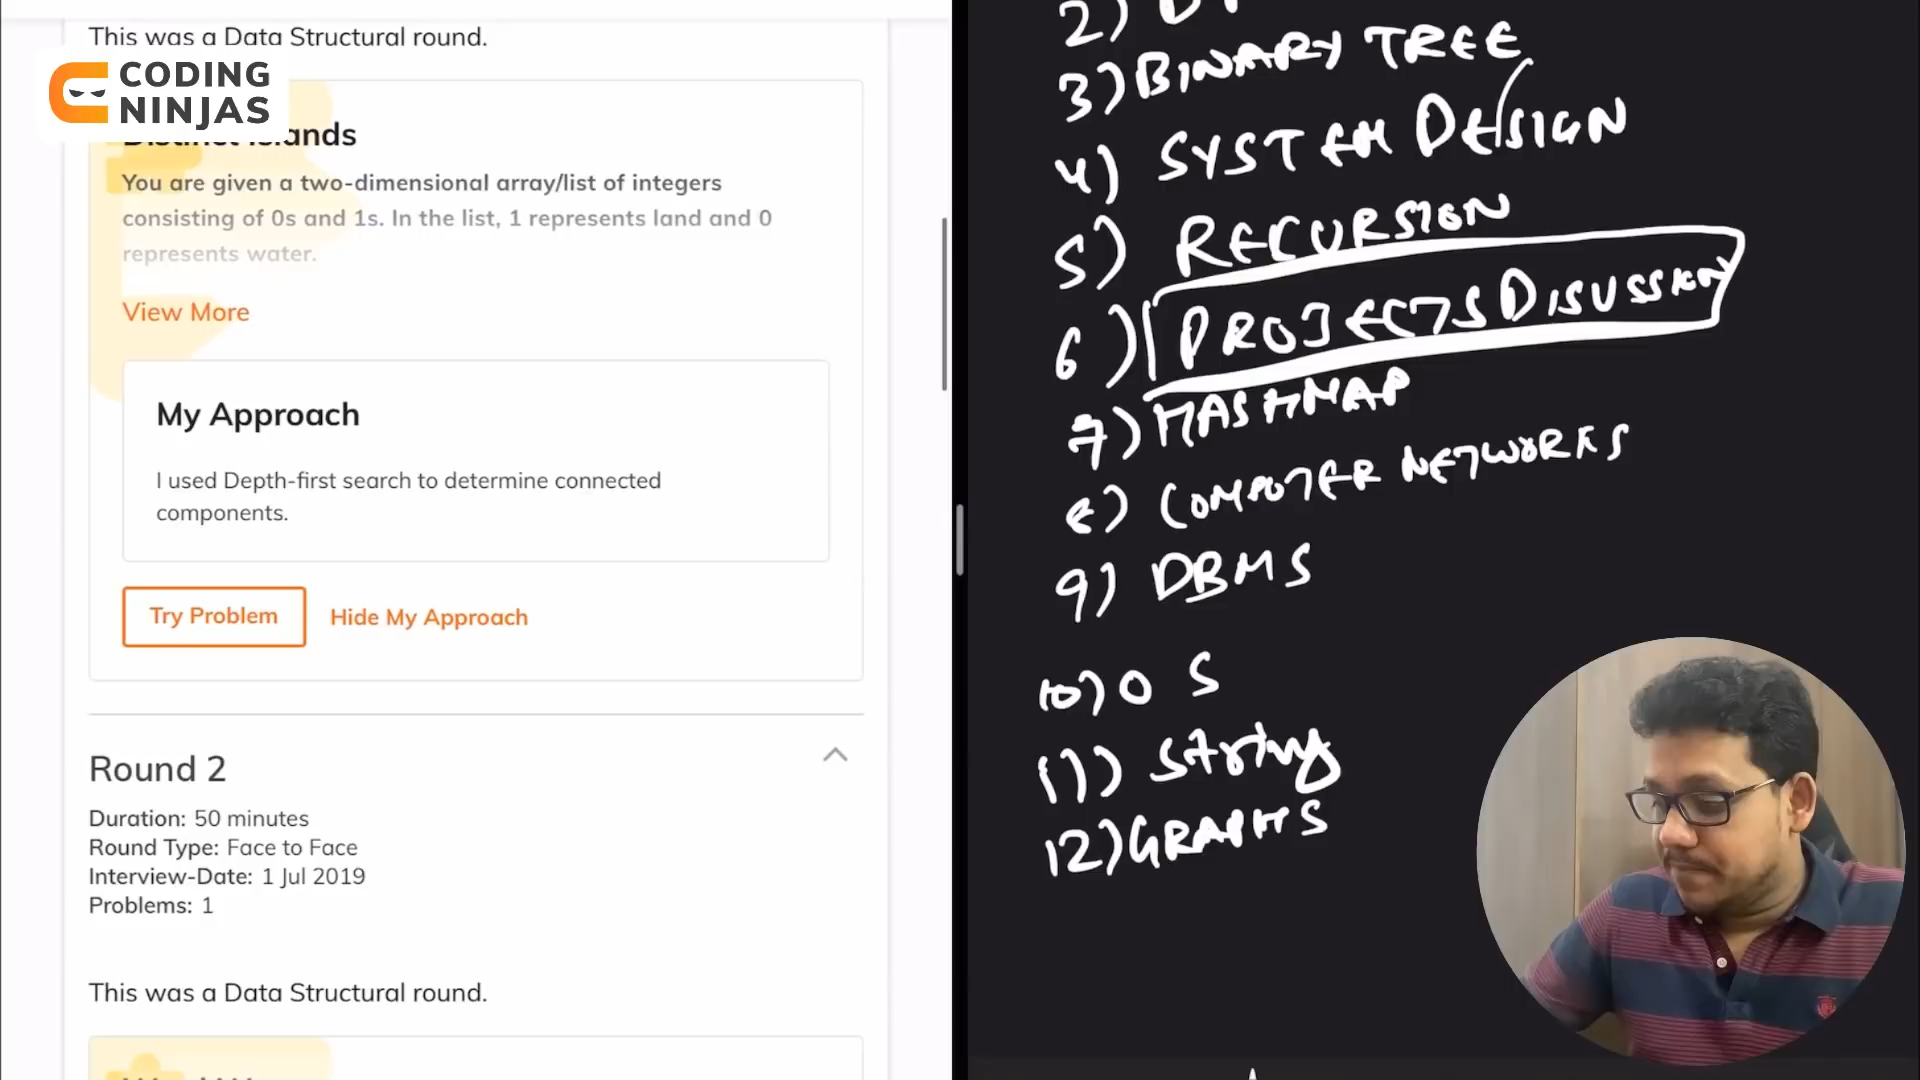 This was a Data Structural round.
CODING
NINJAS
Distinct Islands
You are given a two-dimensional array/list of integers
consisting of 0s and 1s. In the list, 1 represents land and 0
represents water.
View More
My Approach
I used Depth-first search to determine connected
components.
Try Problem
Hide My Approach
Round 2
Duration: 50 minutes
Round Type: Face to Face
Interview-Date: 1 Jul 2019
Problems: 1
This was a Data Structural round.
2)
3) BINARY TREE
4) SYSTEM DESIGN
5) RECURSION
6) PROJECTS DISUSSION
7) HASHMAP
8) COMPUTER NETWORKS
9) DBMS
10) OS
11) String
12) GRAPHS